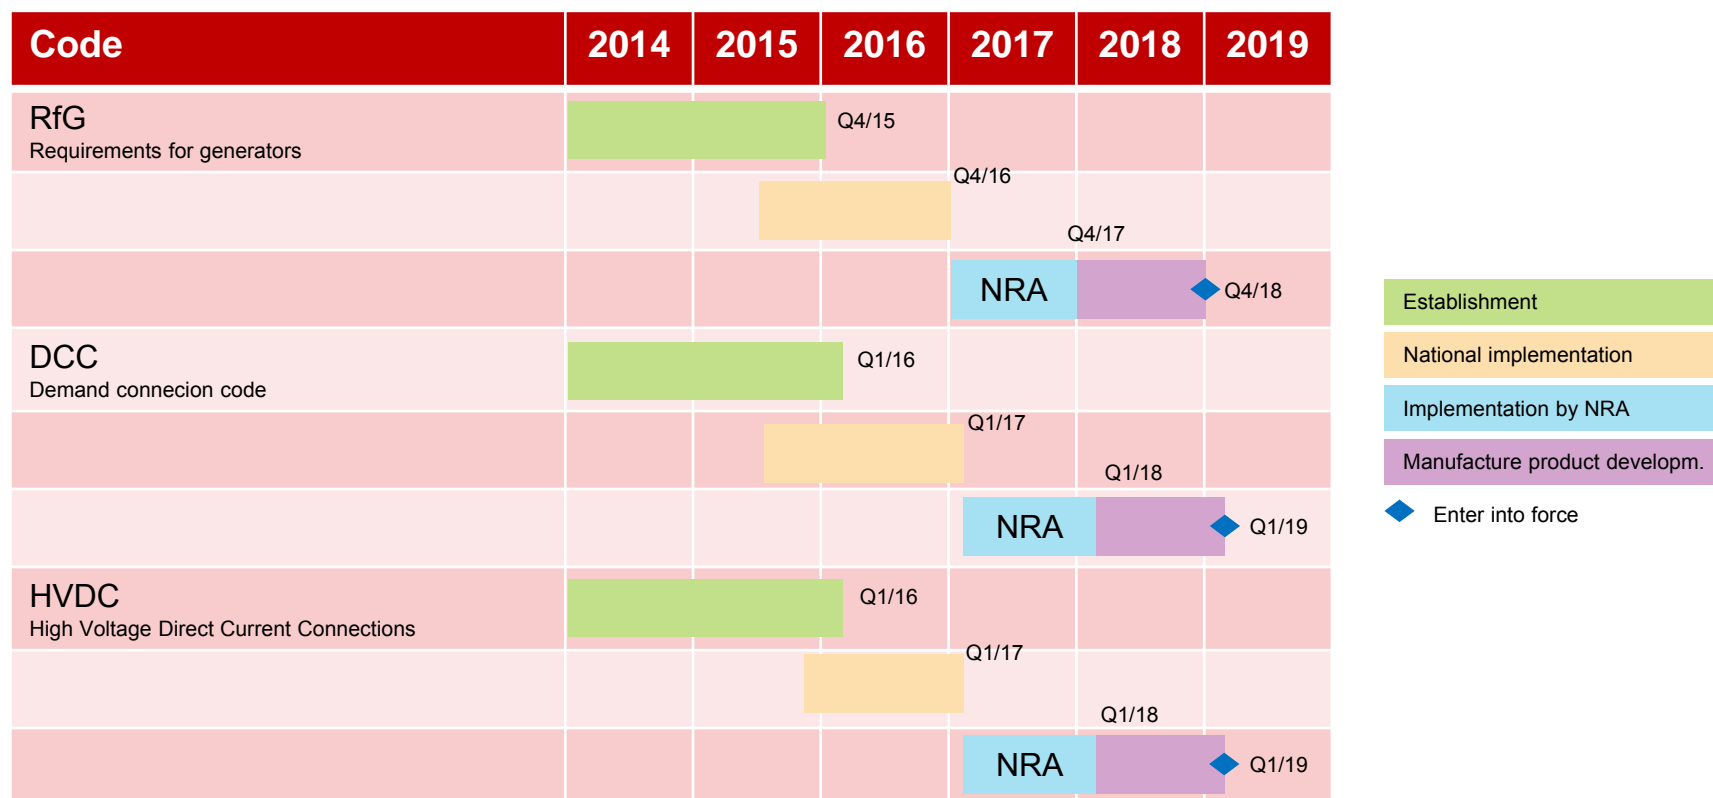 Code 2014 2015 2016 2017 2018 2019
RfG
Requirements for generators
Q4/15
Q4/16
Q4/17
NRA
Q4/18
DCC
Demand connecion code
Q1/16
Q1/17
Q1/18
NRA
Q1/19
HVDC
High Voltage Direct Current Connections
Q1/16
Q1/17
Q1/18
NRA
Q1/19
Establishment
National implementation
Implementation by NRA
Manufacture product developm.
Enter into force